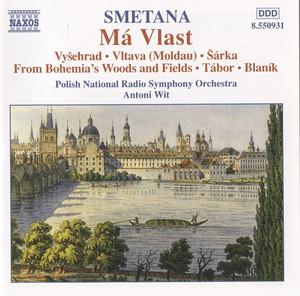 NAXOS
DDD
8.550931
SMETANA
Má Vlast
Vyšehrad • Vltava (Moldau) • Šárka
From Bohemia's Woods and Fields • Tábor • Blaník
Polish National Radio Symphony Orchestra
Antoni Wit